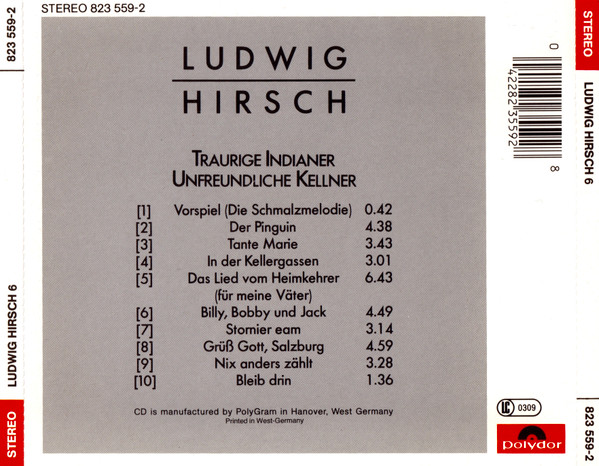 STEREO 823 559-2
LUDWIG
HIRSCH
TRAURIGE INDIANER
UNFREUNDLICHE KELLNER
[1] Vorspiel (Die Schmalzmelodie) 0.42
[2] Der Pinguin 4.38
[3] Tante Marie 3.43
[4] In der Kellergassen 3.01
[5] Das Lied vom Heimkehrer 6.43
(für meine Väter)
[6] Billy, Bobby und Jack 4.49
[7] Stornier eam 3.14
[8] Grüß Gott, Salzburg 4.59
[9] Nix anders zählt 3.28
[10] Bleib drin 1.36
CD is manufactured by PolyGram in Hanover, West Germany
Printed in West-Germany
823 559-2
LUDWIG HIRSCH 6
STEREO
0
42282 35592
8
LC 0309
polydor
STEREO
LUDWIG HIRSCH 6
823 559-2